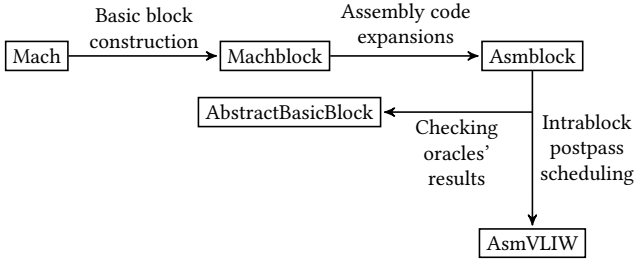 Basic block
construction
Assembly code
expansions
Mach
Machblock
Asmblock
AbstractBasicBlock
Checking
oracles'
results
Intrablock
postpass
scheduling
AsmVLIW